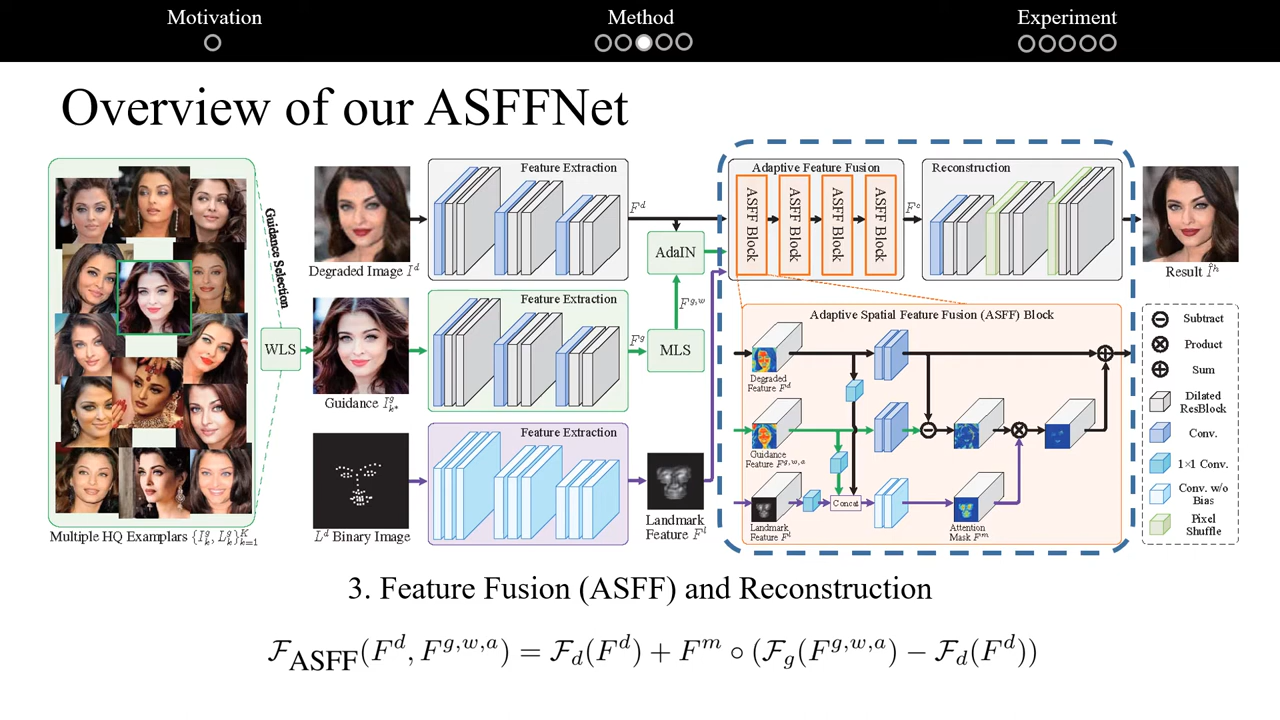 Motivation
Method
Experiment
Overview of our ASFFNet
Guidance Selection
WLS
Multiple HQ Examplars {I_k^g, L_k^g}_{k=1}^K
Degraded Image I^d
Guidance I_{k*}^g
L^d Binary Image
Feature Extraction
Feature Extraction
Feature Extraction
F^d
AdaIN
F^{g,w}
F^g
MLS
Landmark
Feature F^l
Adaptive Feature Fusion
ASFF Block
ASFF Block
ASFF Block
ASFF Block
F^c
Reconstruction
Result Î^h
Adaptive Spatial Feature Fusion (ASFF) Block
Degraded
Feature F^d
Guidance
Feature F^{g,w,a}
Landmark
Feature F^l
Concat
Attention
Mask F^m
Subtract
Product
Sum
Dilated
ResBlock
Conv.
1×1 Conv.
Conv. w/o
Bias
Pixel
Shuffle
3. Feature Fusion (ASFF) and Reconstruction
ℱ_ASFF(F^d, F^{g,w,a}) = ℱ_d(F^d) + F^m ∘ (ℱ_g(F^{g,w,a}) − ℱ_d(F^d))